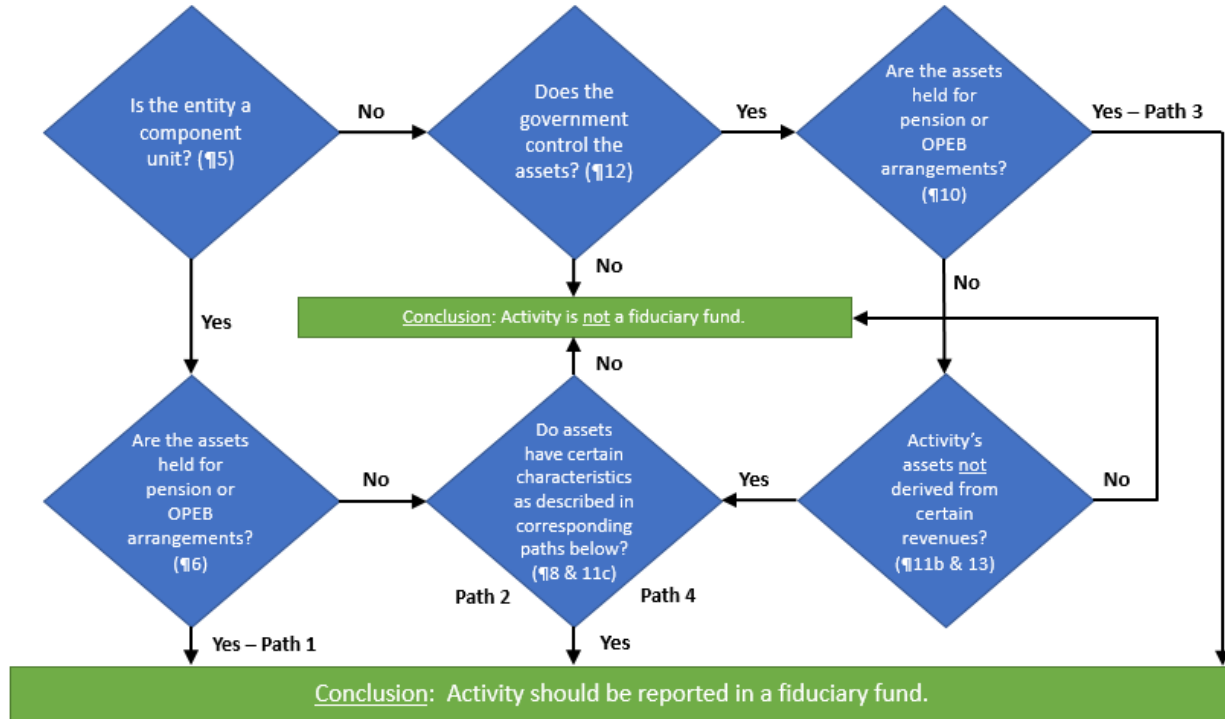 Is the entity a
component
unit? (¶5)
No
Does the
government
control the
assets? (¶12)
Yes
Are the assets
held for
pension or
OPEB
arrangements?
(¶10)
Yes – Path 3
Yes
No
No
Conclusion: Activity is not a fiduciary fund.
Are the assets
held for
pension or
OPEB
arrangements?
(¶6)
No
No
Do assets
have certain
characteristics
as described in
corresponding
paths below?
(¶8 & 11c)
Path 2
Path 4
Yes
Activity's
assets not
derived from
certain
revenues?
(¶11b & 13)
No
Yes – Path 1
Yes
Conclusion:  Activity should be reported in a fiduciary fund.